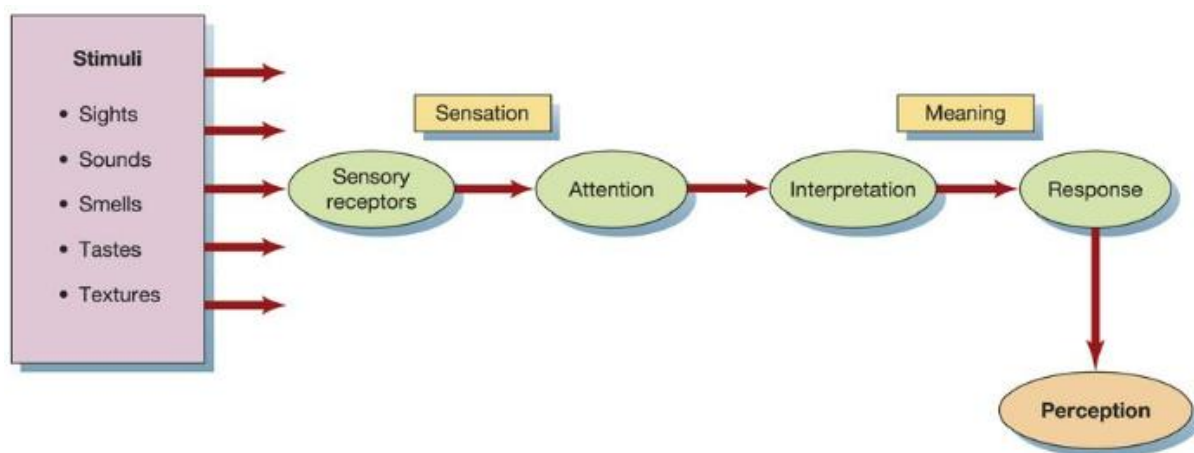 Stimuli
• Sights
• Sounds
• Smells
• Tastes
• Textures
Sensation
Meaning
Sensory
receptors
Attention
Interpretation
Response
Perception